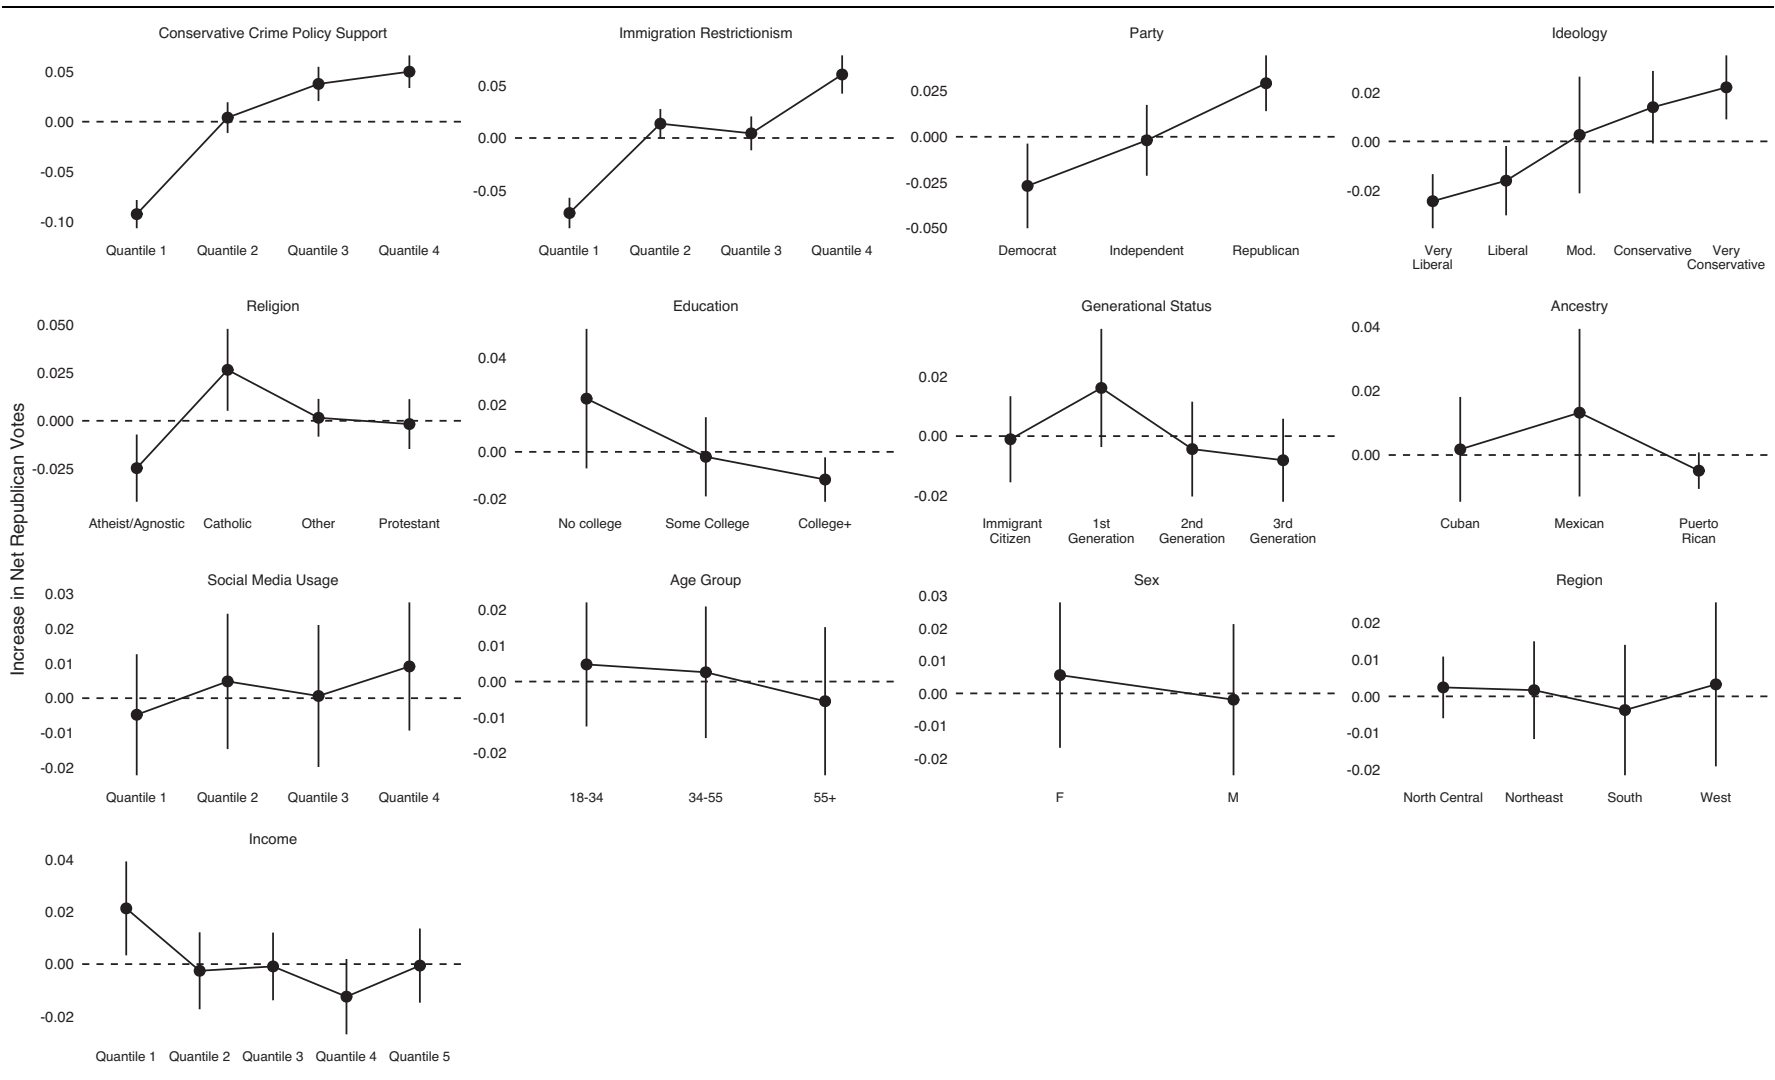 Increase in Net Republican Votes
Conservative Crime Policy Support
0.05
0.00
-0.05
-0.10
Quantile 1 Quantile 2 Quantile 3 Quantile 4
Immigration Restrictionism
0.05
0.00
-0.05
Quantile 1 Quantile 2 Quantile 3 Quantile 4
Party
0.025
0.000
-0.025
-0.050
Democrat Independent Republican
Ideology
0.02
0.00
-0.02
Very Liberal Mod. Conservative Very
Liberal Conservative
Religion
0.050
0.025
0.000
-0.025
Atheist/Agnostic Catholic Other Protestant
Education
0.04
0.02
0.00
-0.02
No college Some College College+
Generational Status
0.02
0.00
-0.02
Immigrant 1st 2nd 3rd
Citizen Generation Generation Generation
Ancestry
0.04
0.02
0.00
Cuban Mexican Puerto
Rican
Social Media Usage
0.03
0.02
0.01
0.00
-0.01
-0.02
Quantile 1 Quantile 2 Quantile 3 Quantile 4
Age Group
0.02
0.01
0.00
-0.01
-0.02
18-34 34-55 55+
Sex
0.03
0.02
0.01
0.00
-0.01
-0.02
F M
Region
0.02
0.01
0.00
-0.01
-0.02
North Central Northeast South West
Income
0.04
0.02
0.00
-0.02
Quantile 1 Quantile 2 Quantile 3 Quantile 4 Quantile 5